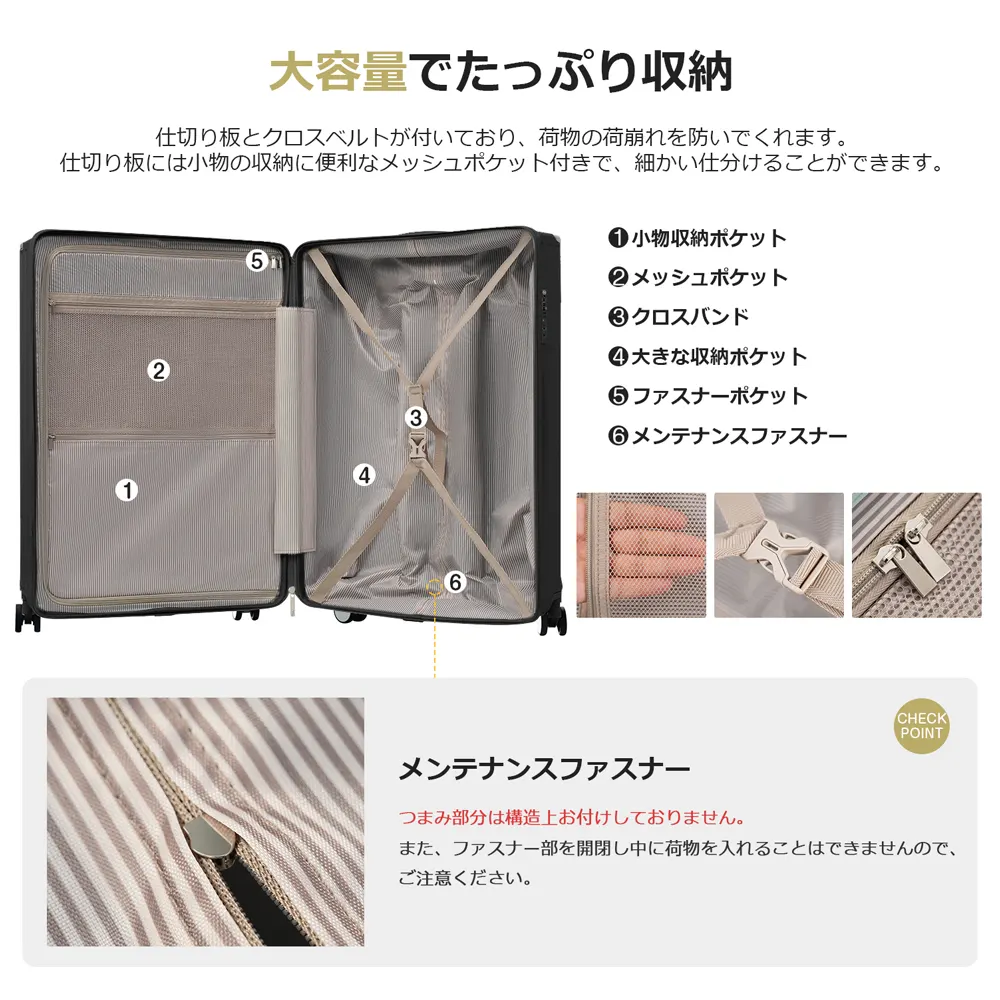 大容量でたっぷり収納
仕切り板とクロスベルトが付いており、荷物の荷崩れを防いでくれます。
仕切り板には小物の収納に便利なメッシュポケット付きで、細かい仕分けることができます。
❶小物収納ポケット
❷メッシュポケット
❸クロスバンド
❹大きな収納ポケット
❺ファスナーポケット
❻メンテナンスファスナー
5
2
3
4
1
6
CHECK
POINT
メンテナンスファスナー
つまみ部分は構造上お付けしておりません。
また、ファスナー部を開閉し中に荷物を入れることはできませんので、
ご注意ください。